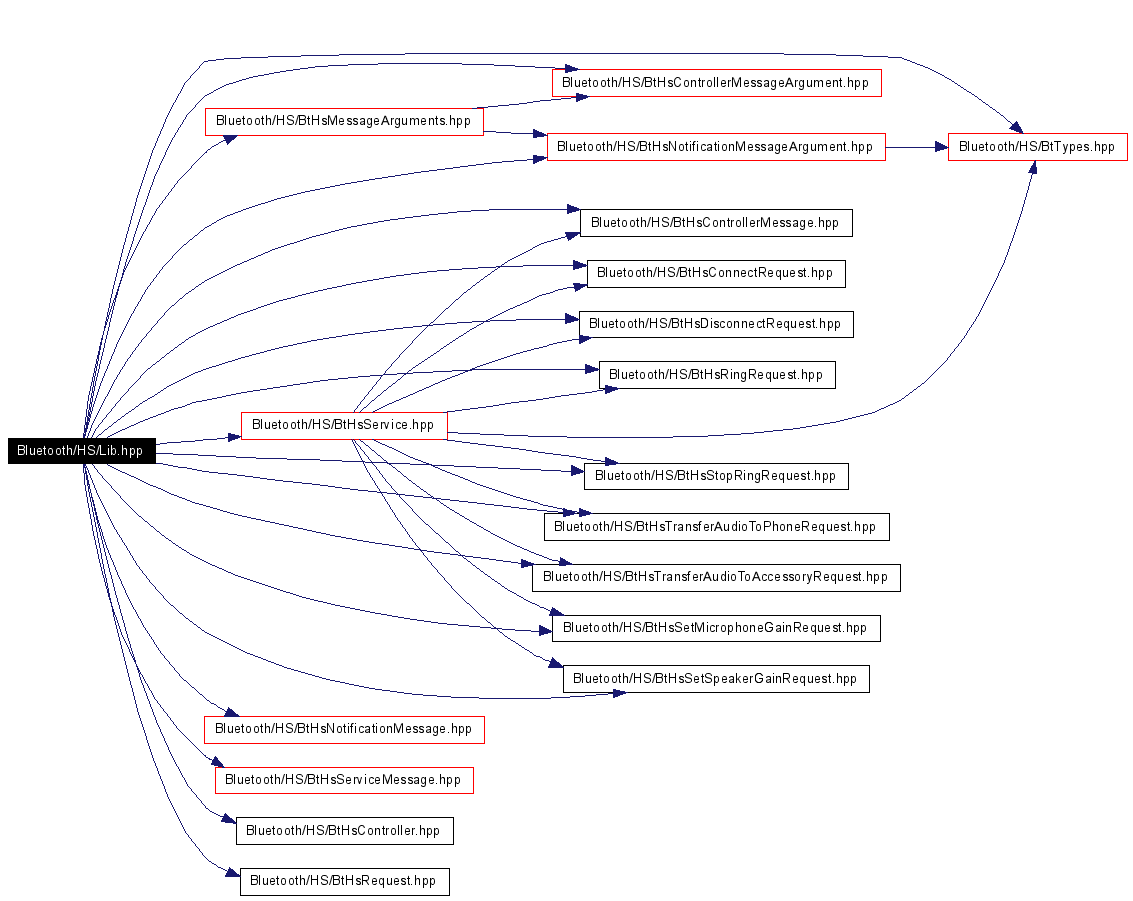 Bluetooth/HS/BtHsControllerMessageArgument.hpp
Bluetooth/HS/BtHsMessageArguments.hpp
Bluetooth/HS/BtHsNotificationMessageArgument.hpp
Bluetooth/HS/BtTypes.hpp
Bluetooth/HS/BtHsControllerMessage.hpp
Bluetooth/HS/BtHsConnectRequest.hpp
Bluetooth/HS/BtHsDisconnectRequest.hpp
Bluetooth/HS/BtHsRingRequest.hpp
Bluetooth/HS/BtHsService.hpp
Bluetooth/HS/Lib.hpp
Bluetooth/HS/BtHsStopRingRequest.hpp
Bluetooth/HS/BtHsTransferAudioToPhoneRequest.hpp
Bluetooth/HS/BtHsTransferAudioToAccessoryRequest.hpp
Bluetooth/HS/BtHsSetMicrophoneGainRequest.hpp
Bluetooth/HS/BtHsSetSpeakerGainRequest.hpp
Bluetooth/HS/BtHsNotificationMessage.hpp
Bluetooth/HS/BtHsServiceMessage.hpp
Bluetooth/HS/BtHsController.hpp
Bluetooth/HS/BtHsRequest.hpp